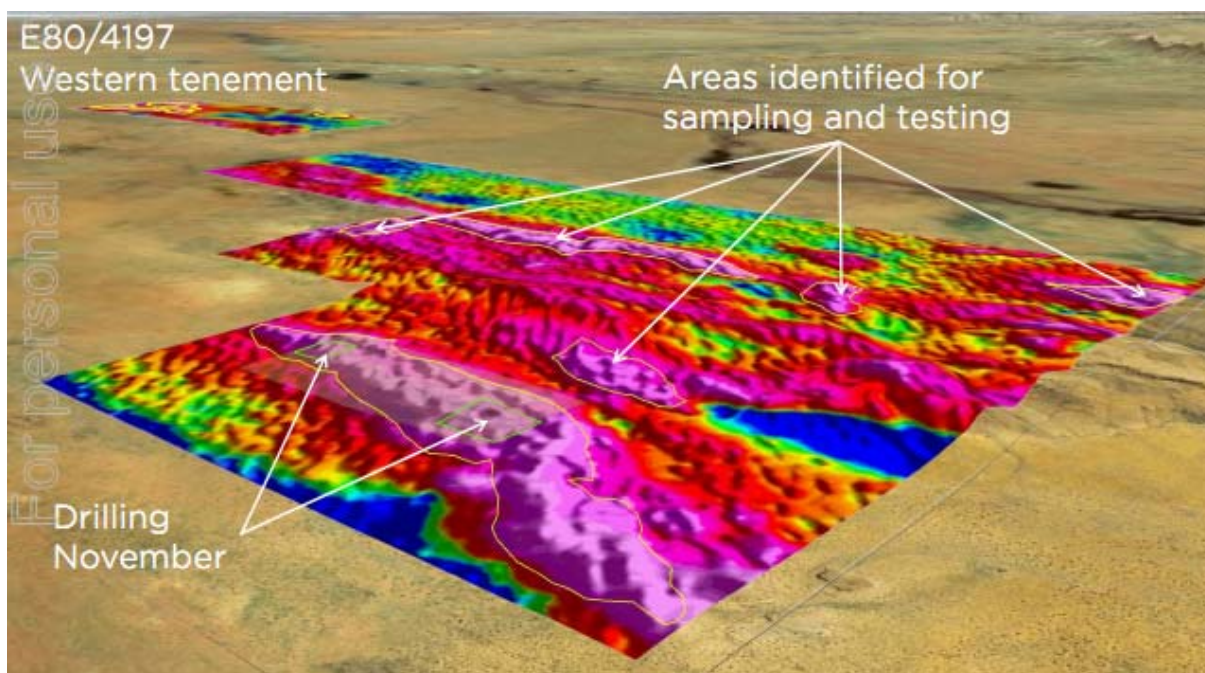 E80/4197
Western tenement
Areas identified for
sampling and testing
Drilling
November
For personal use